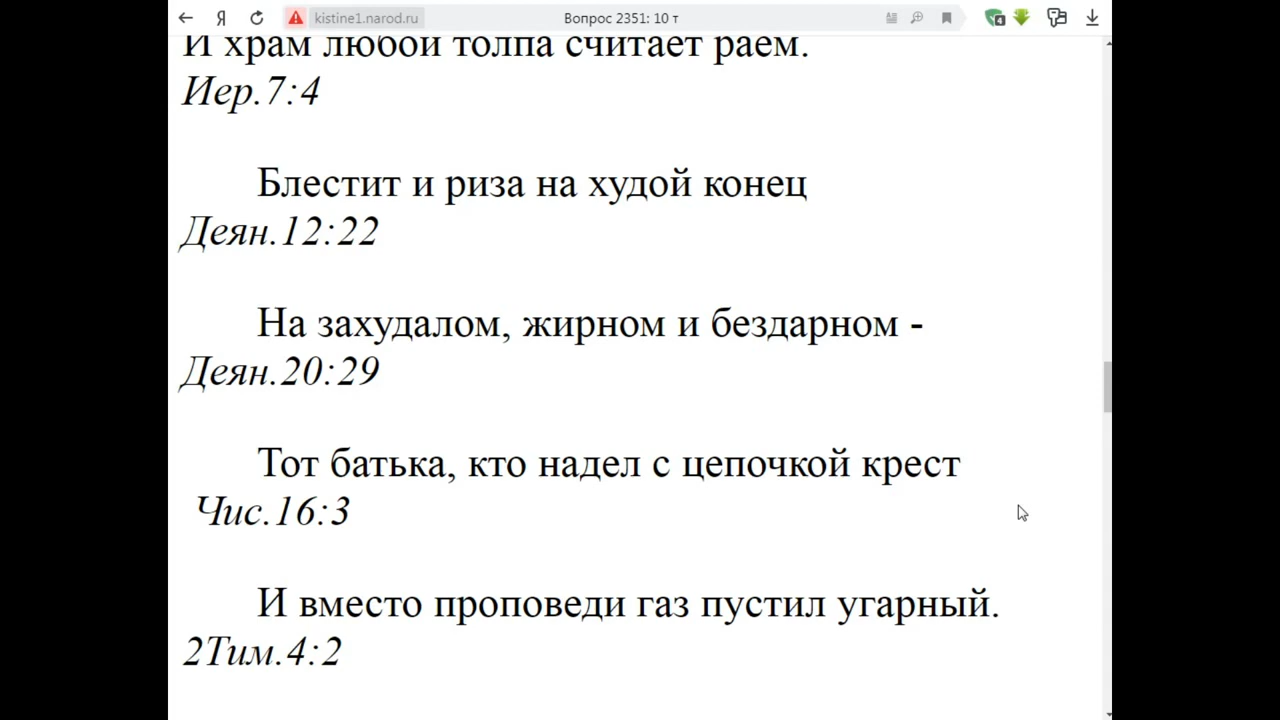 Я kistine1.narod.ru Вопрос 2351: 10 т 4
И храм любой толпа считает раем.
Иер.7:4
Блестит и риза на худой конец
Деян.12:22
На захудалом, жирном и бездарном -
Деян.20:29
Тот батька, кто надел с цепочкой крест
Чис.16:3
И вместо проповеди газ пустил угарный.
2Тим.4:2